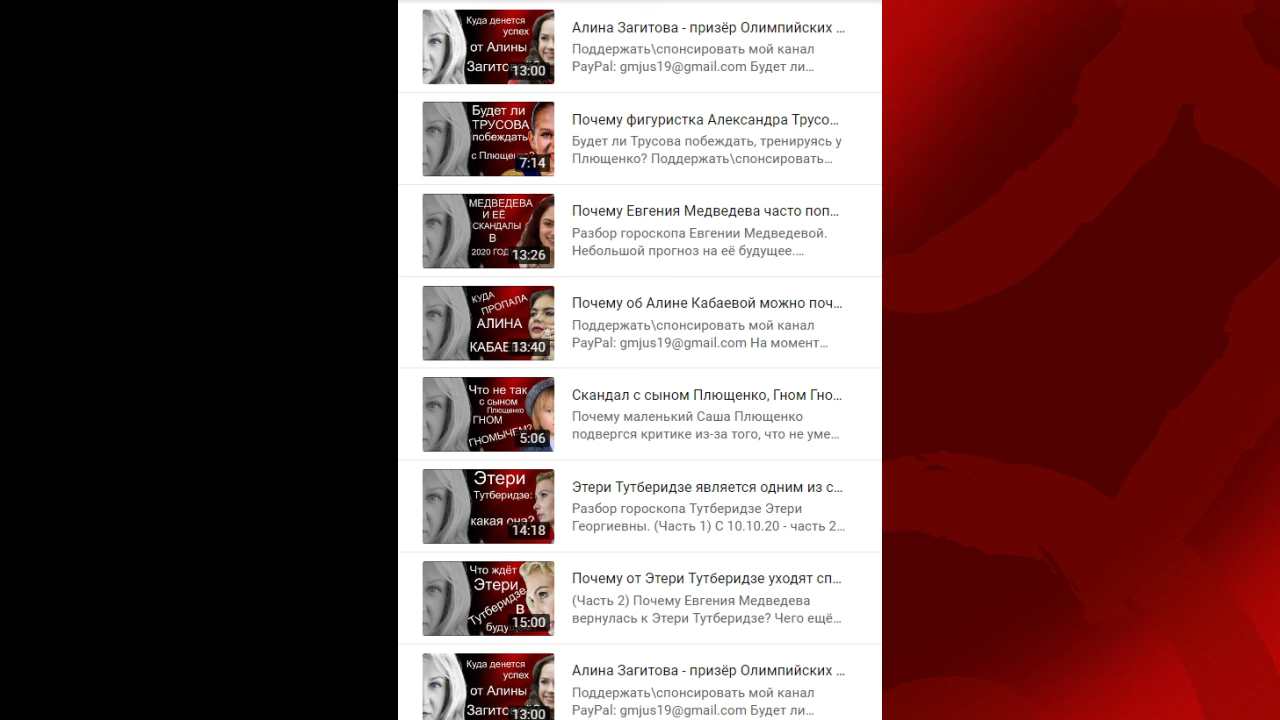 Куда денется
успех
от Алины
Загито
13:00
Алина Загитова - призёр Олимпийских ...
Поддержать\спонсировать мой канал
PayPal: gmjus19@gmail.com Будет ли...
Будет ли
ТРУСОВА
побеждать
с Плющенко?
7:14
Почему фигуристка Александра Трусо...
Будет ли Трусова побеждать, тренируясь у
Плющенко? Поддержать\спонсировать...
МЕДВЕДЕВА
И ЕЁ
СКАНДАЛЫ
В
2020 ГОД
13:26
Почему Евгения Медведева часто поп...
Разбор гороскопа Евгении Медведевой.
Небольшой прогноз на её будущее....
КУДА
ПРОПАЛА
АЛИНА
КАБАЕ
13:40
Почему об Алине Кабаевой можно поч...
Поддержать\спонсировать мой канал
PayPal: gmjus19@gmail.com На момент...
Что не так
с сыном
Плющенко
ГНОМ
ГНОМЫЧЕМ?
5:06
Скандал с сыном Плющенко, Гном Гно...
Почему маленький Саша Плющенко
подвергся критике из-за того, что не уме...
Этери
Тутберидзе:
какая она?
14:18
Этери Тутберидзе является одним из с...
Разбор гороскопа Тутберидзе Этери
Георгиевны. (Часть 1) С 10.10.20 - часть 2...
Что ждёт
Этери
Тутберидзе
в
буду
15:00
Почему от Этери Тутберидзе уходят сп...
(Часть 2) Почему Евгения Медведева
вернулась к Этери Тутберидзе? Чего ещё...
Куда денется
успех
от Алины
Загито
13:00
Алина Загитова - призёр Олимпийских ...
Поддержать\спонсировать мой канал
PayPal: gmjus19@gmail.com Будет ли...